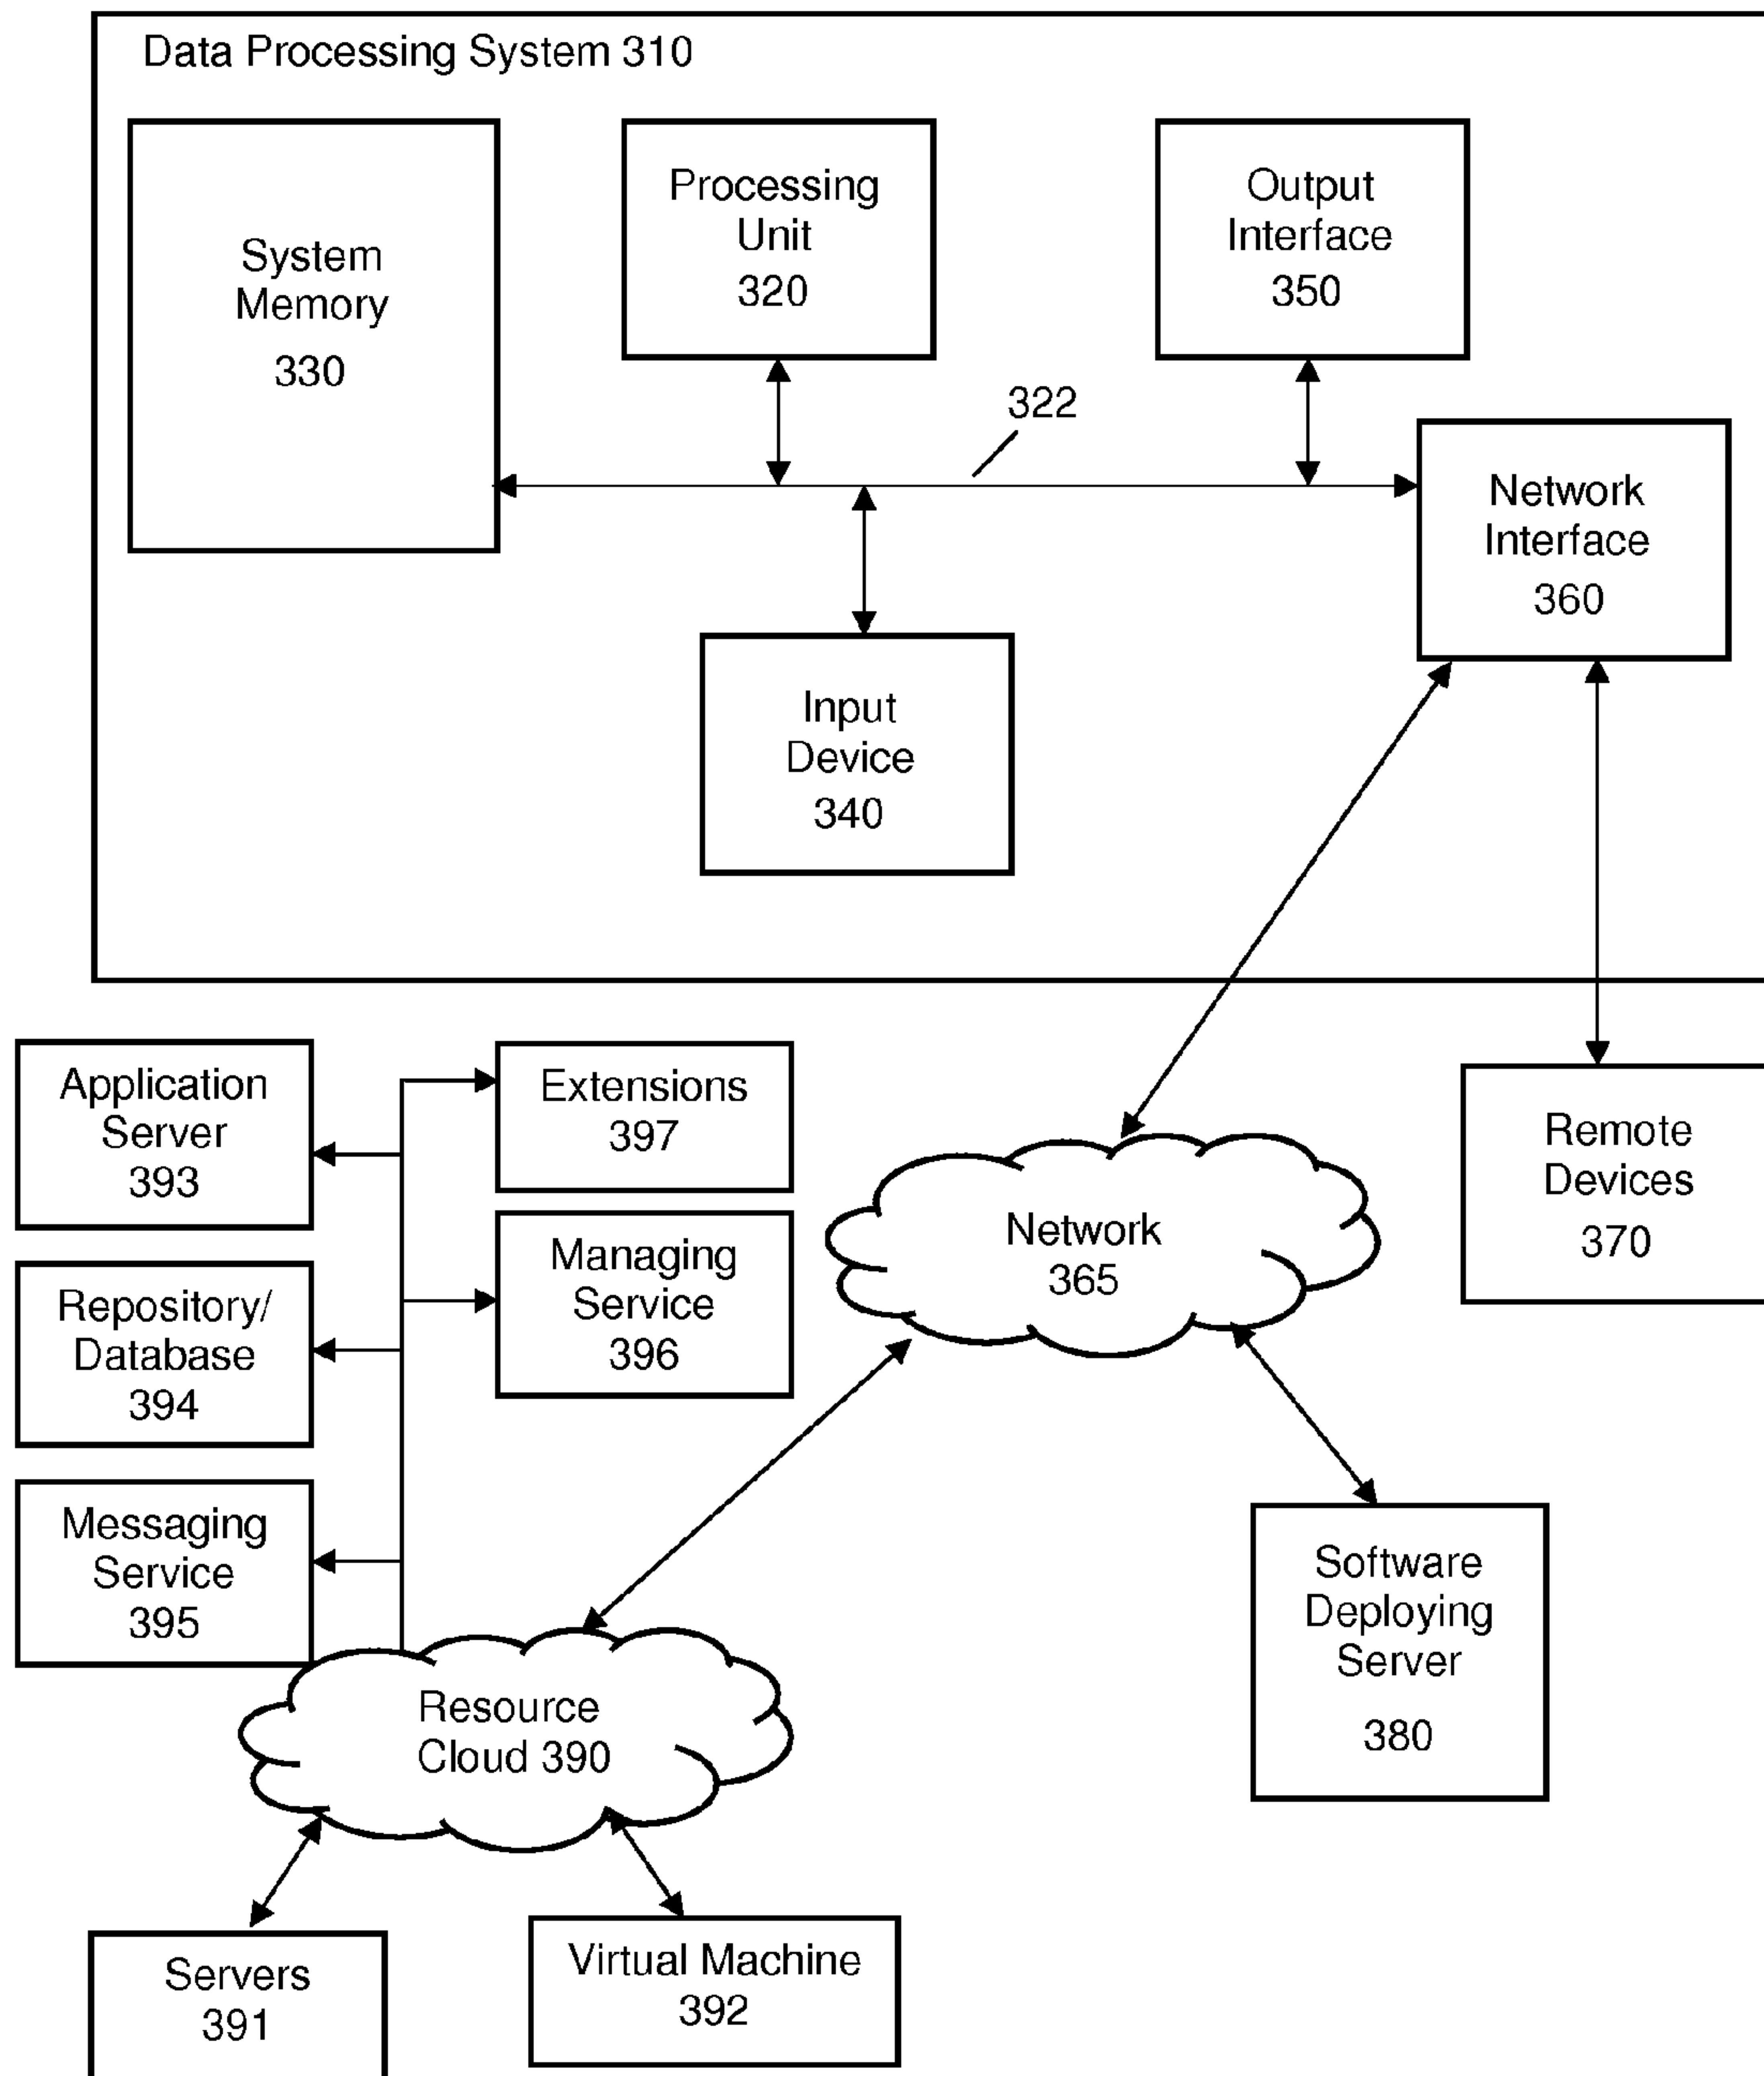 Data Processing System 310
System
Memory
330
Processing
Unit
320
Output
Interface
350
322
Network
Interface
360
Input
Device
340
Application
Server
393
Extensions
397
Remote
Devices
370
Network
365
Managing
Service
396
Repository/
Database
394
Messaging
Service
395
Software
Deploying
Server
380
Resource
Cloud 390
Servers
391
Virtual Machine
392